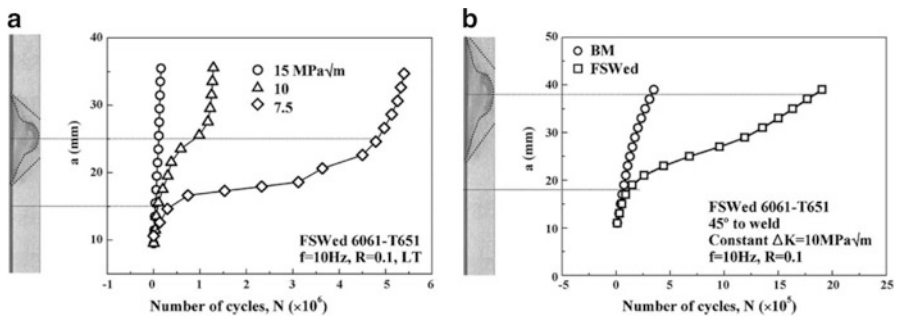 a
40
30
20
10
a (mm)
15 MPa√m
10
7.5
FSWed 6061-T651
f=10Hz, R=0.1, LT
-1 0 1 2 3 4 5 6
Number of cycles, N (×10⁶)
b
50
40
30
20
10
0
a (mm)
BM
FSWed
FSWed 6061-T651
45° to weld
Constant △K=10MPa√m
f=10Hz, R=0.1
-5 0 5 10 15 20 25
Number of cycles, N (×10⁵)